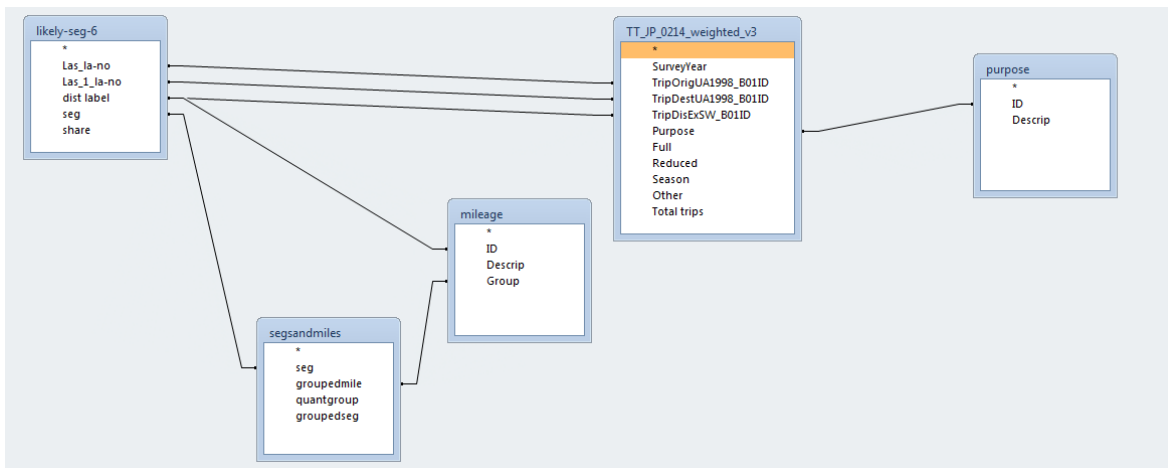 likely-seg-6
*
Las_la-no
Las_1_la-no
dist label
seg
share
TT_JP_0214_weighted_v3
*
SurveyYear
TripOrigUA1998_B01ID
TripDestUA1998_B01ID
TripDisExSW_B01ID
Purpose
Full
Reduced
Season
Other
Total trips
purpose
*
ID
Descrip
mileage
*
ID
Descrip
Group
segsandmiles
*
seg
groupedmile
quantgroup
groupedseg